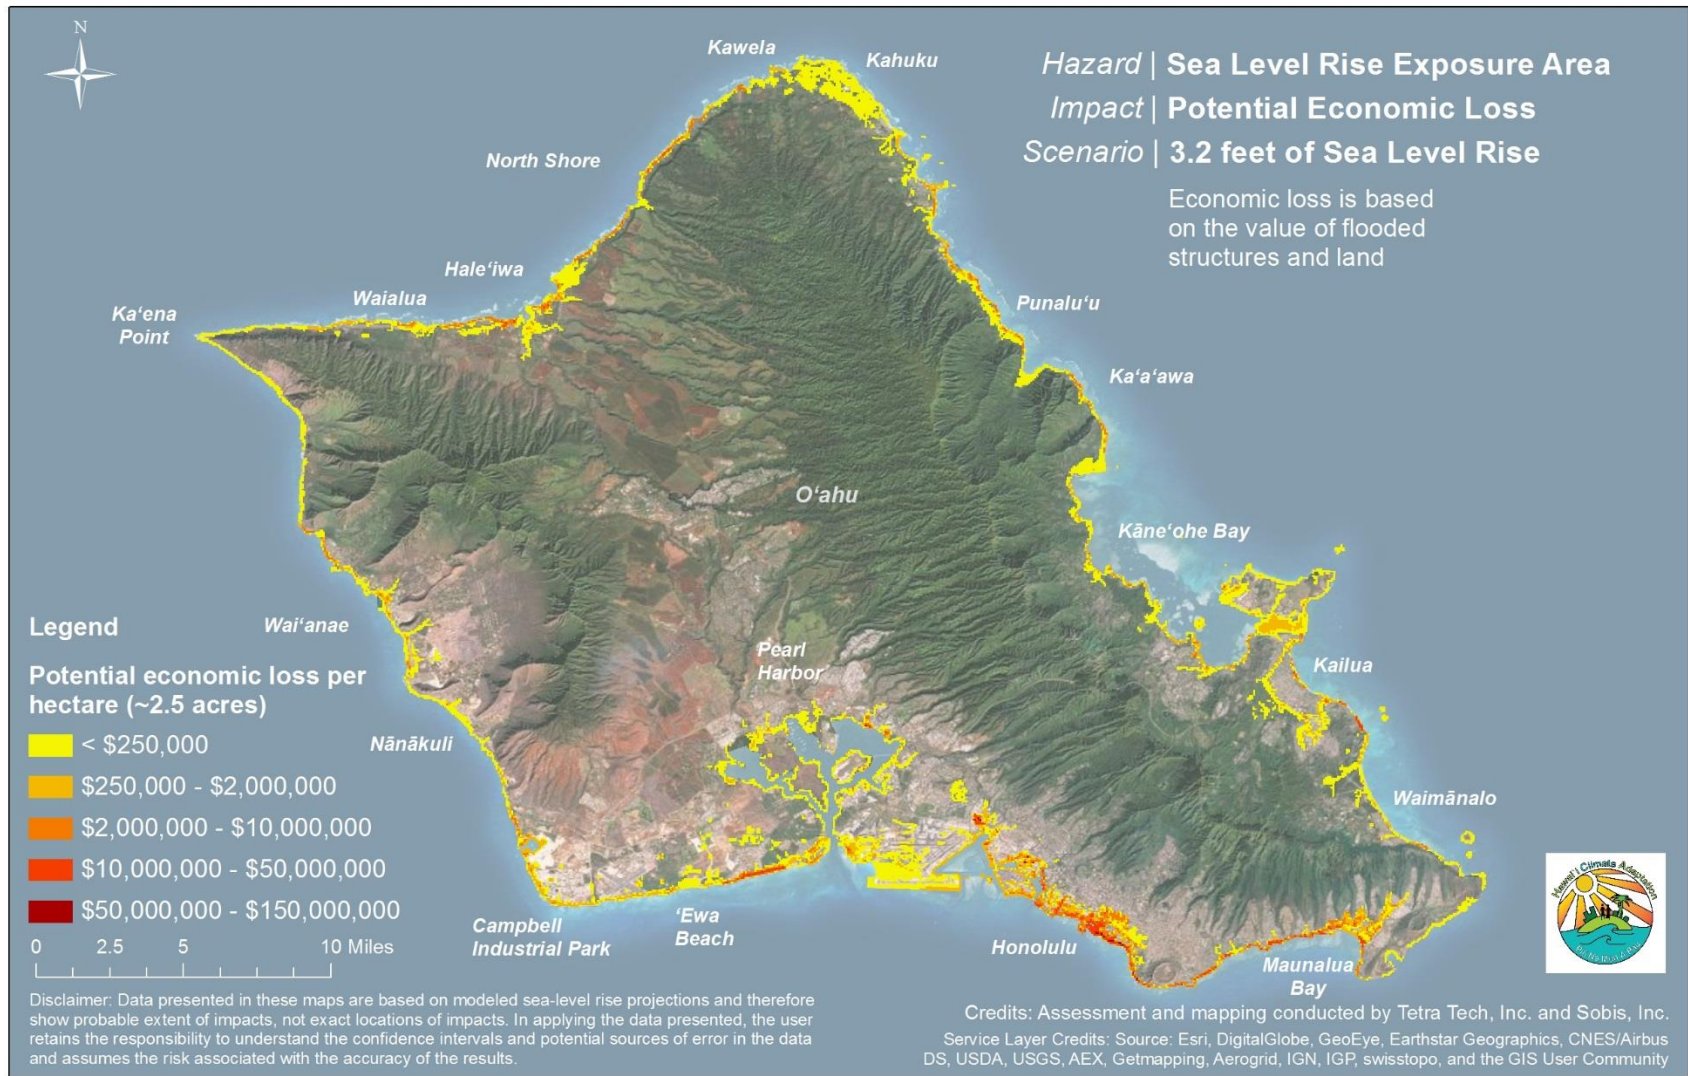 N
Hazard | Sea Level Rise Exposure Area
Impact | Potential Economic Loss
Scenario | 3.2 feet of Sea Level Rise
Economic loss is based
on the value of flooded
structures and land
Kawela
Kahuku
North Shore
Hale‘iwa
Waialua
Ka‘ena
Point
Punalu‘u
Ka‘a‘awa
O‘ahu
Kāne‘ohe Bay
Wai‘anae
Pearl
Harbor
Kailua
Nānākuli
Waimānalo
Campbell
Industrial Park
‘Ewa
Beach
Honolulu
Maunalua
Bay
Legend
Potential economic loss per
hectare (~2.5 acres)
< $250,000
$250,000 - $2,000,000
$2,000,000 - $10,000,000
$10,000,000 - $50,000,000
$50,000,000 - $150,000,000
0 2.5 5 10 Miles
Disclaimer: Data presented in these maps are based on modeled sea-level rise projections and therefore
show probable extent of impacts, not exact locations of impacts. In applying the data presented, the user
retains the responsibility to understand the confidence intervals and potential sources of error in the data
and assumes the risk associated with the accuracy of the results.
Hawai‘i Climate Adaptation
Credits: Assessment and mapping conducted by Tetra Tech, Inc. and Sobis, Inc.
Service Layer Credits: Source: Esri, DigitalGlobe, GeoEye, Earthstar Geographics, CNES/Airbus
DS, USDA, USGS, AEX, Getmapping, Aerogrid, IGN, IGP, swisstopo, and the GIS User Community